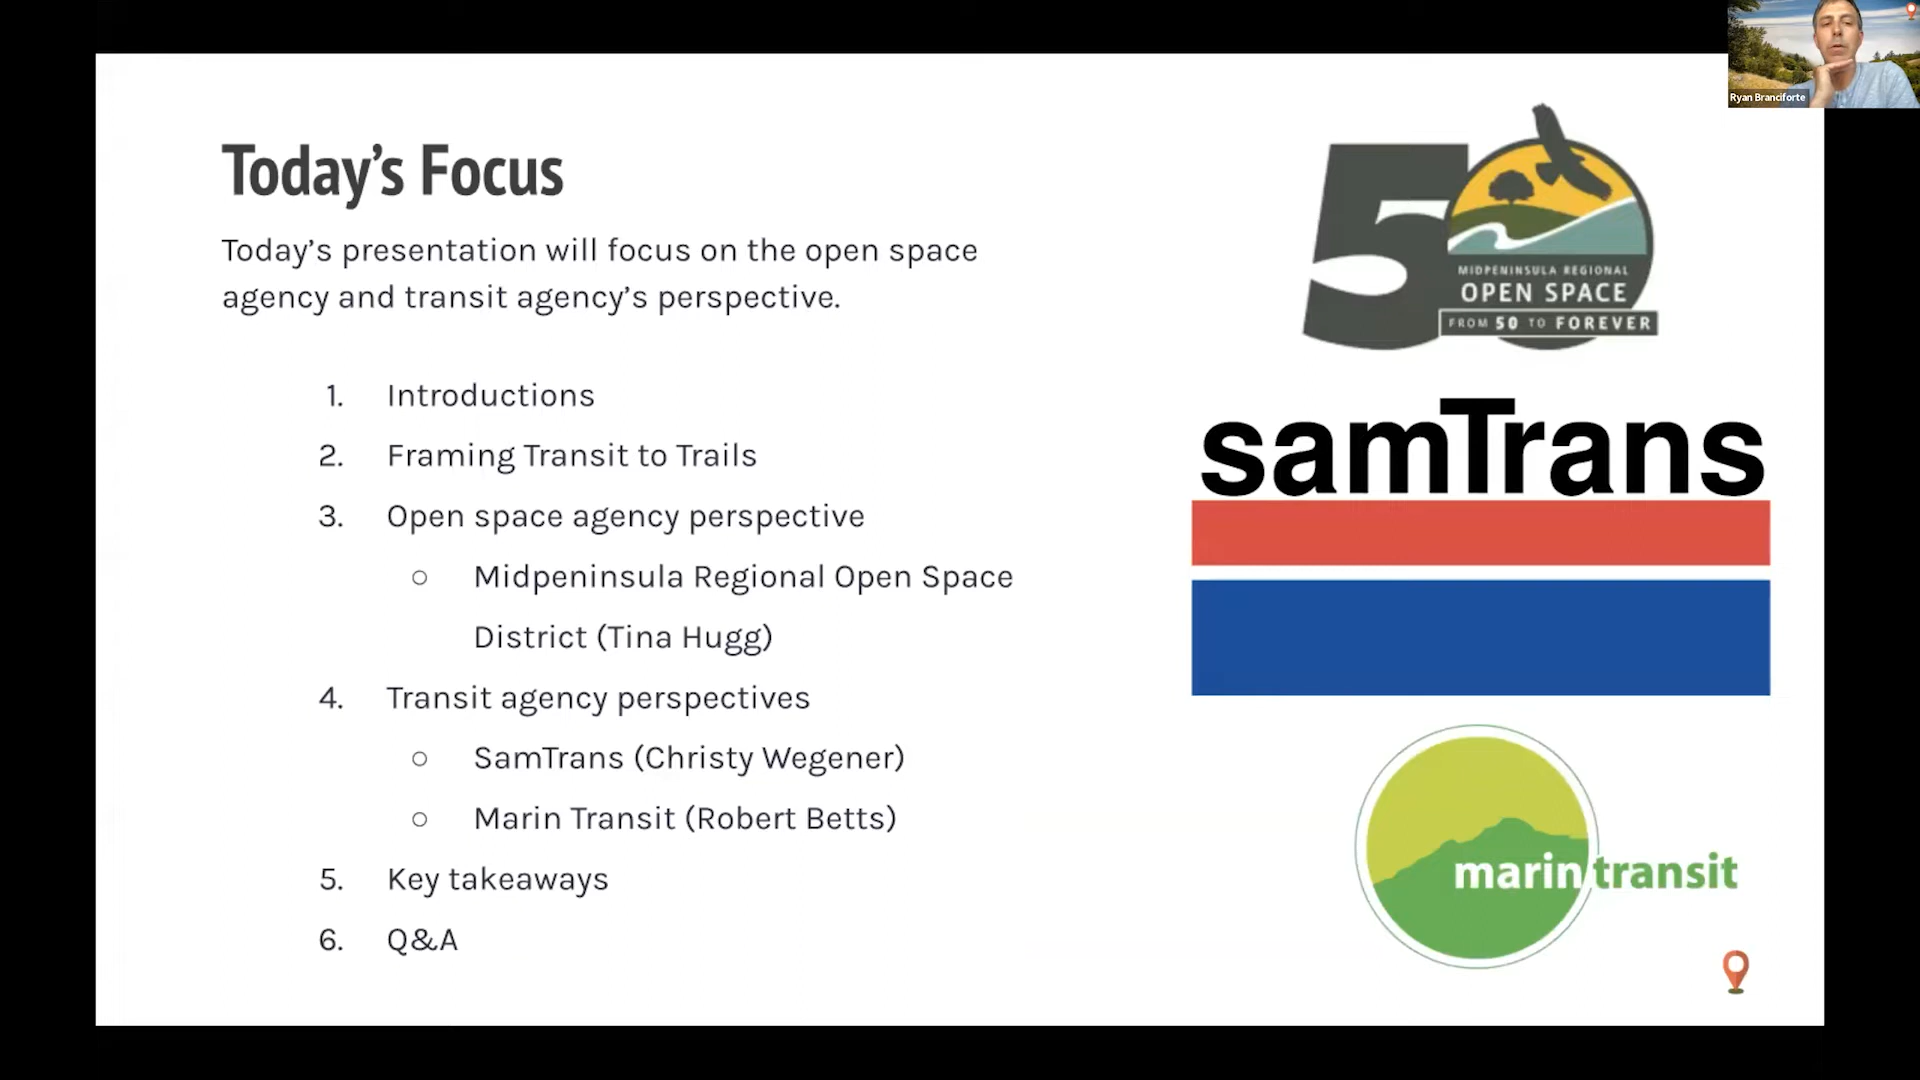 Ryan Branciforte
Today's Focus
Today's presentation will focus on the open space
agency and transit agency's perspective.
1. Introductions
2. Framing Transit to Trails
3. Open space agency perspective
○ Midpeninsula Regional Open Space
District (Tina Hugg)
4. Transit agency perspectives
○ SamTrans (Christy Wegener)
○ Marin Transit (Robert Betts)
5. Key takeaways
6. Q&A
50
MIDPENINSULA REGIONAL
OPEN SPACE
FROM 50 TO FOREVER
samTrans
marin transit